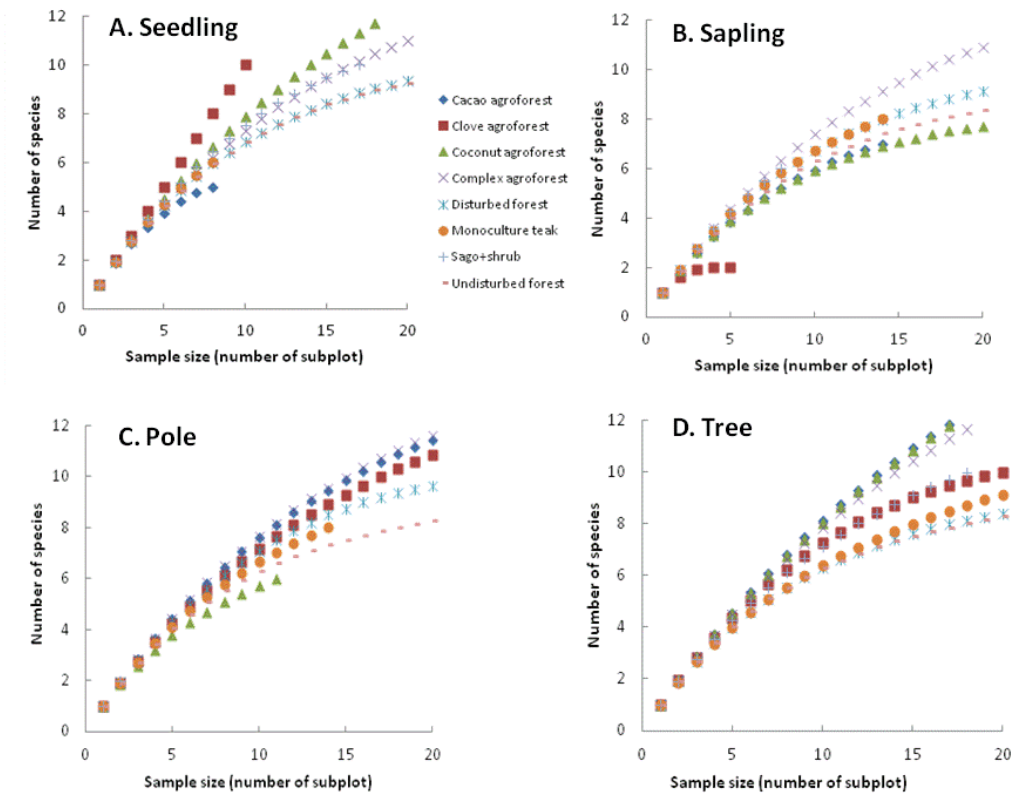 A. Seedling
12
10
8
6
4
2
0
Number of species
0 5 10 15 20
Sample size (number of subplot)
Cacao agroforest
Clove agroforest
Coconut agroforest
Complex agroforest
Disturbed forest
Monoculture teak
Sago+shrub
Undisturbed forest
B. Sapling
12
10
8
6
4
2
0
Number of species
0 5 10 15 20
Sample size (number of subplot)
C. Pole
12
10
8
6
4
2
0
Number of species
0 5 10 15 20
Sample size (number of subplot)
D. Tree
12
10
8
6
4
2
0
Number of species
0 5 10 15 20
Sample size (number of subplot)